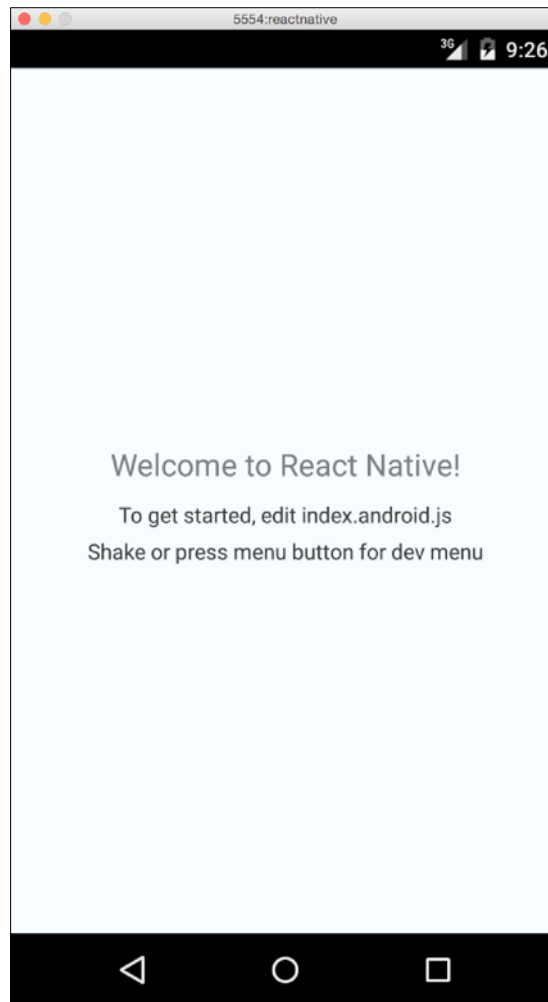 5554:reactnative
3G 9:26
Welcome to React Native!
To get started, edit index.android.js
Shake or press menu button for dev menu